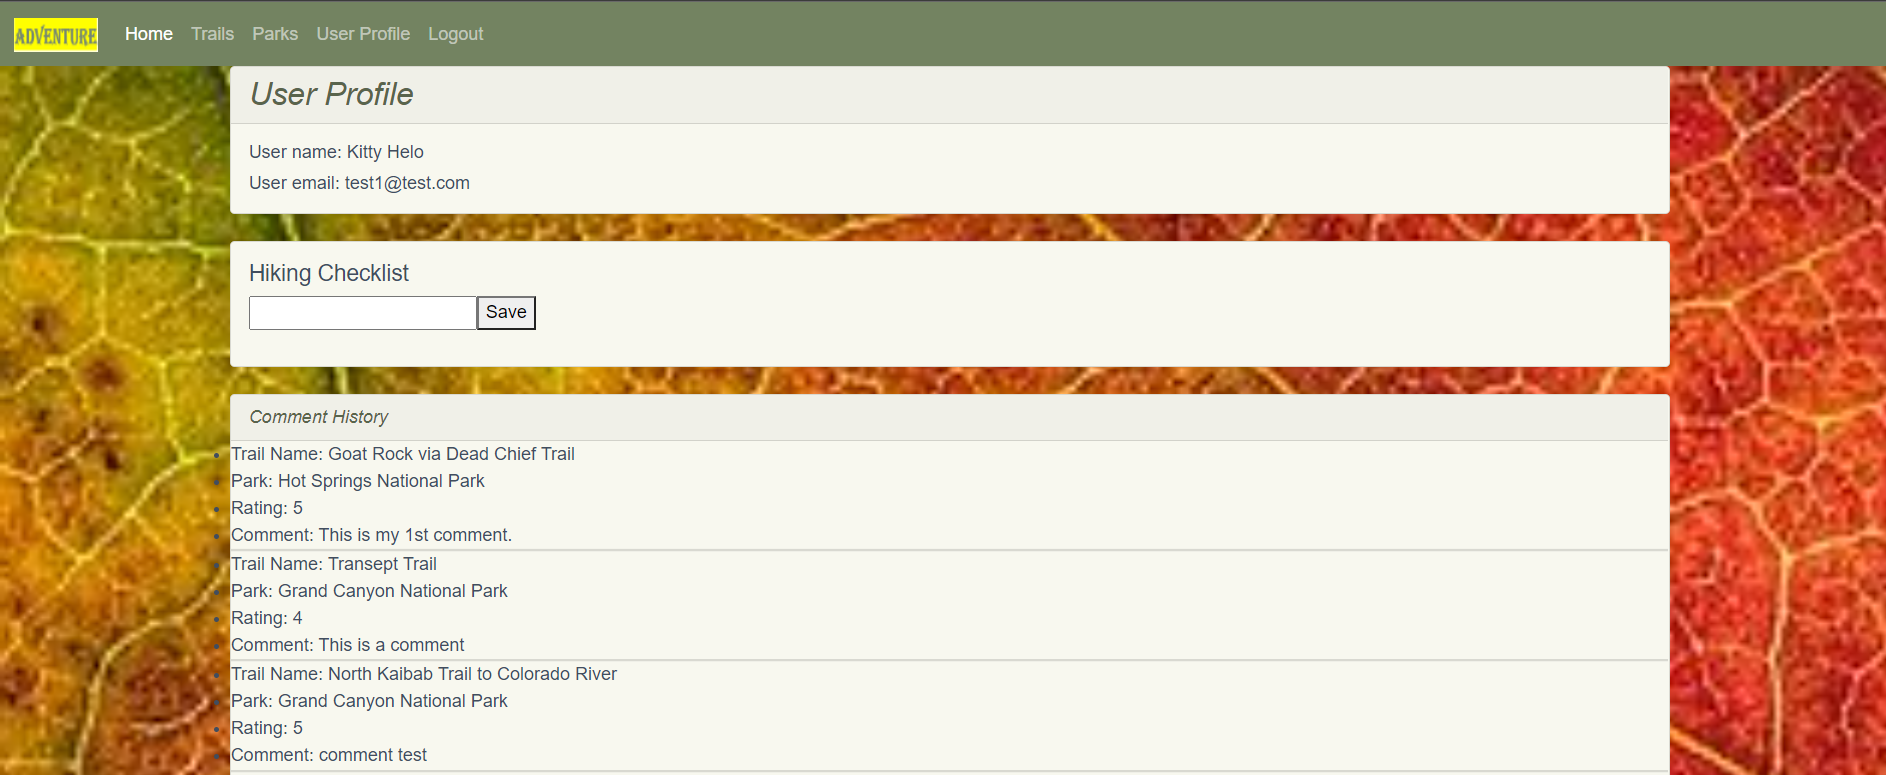 ADVENTURE Home Trails Parks User Profile Logout
User Profile
User name: Kitty Helo
User email: test1@test.com
Hiking Checklist
Save
Comment History
Trail Name: Goat Rock via Dead Chief Trail
Park: Hot Springs National Park
Rating: 5
Comment: This is my 1st comment.
Trail Name: Transept Trail
Park: Grand Canyon National Park
Rating: 4
Comment: This is a comment
Trail Name: North Kaibab Trail to Colorado River
Park: Grand Canyon National Park
Rating: 5
Comment: comment test